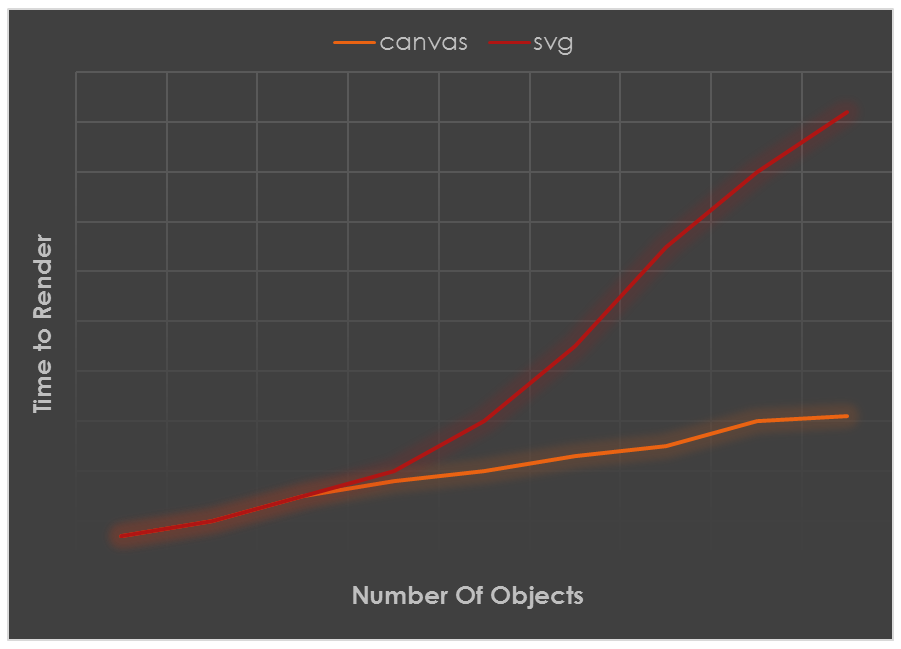 canvas svg
Time to Render
Number Of Objects